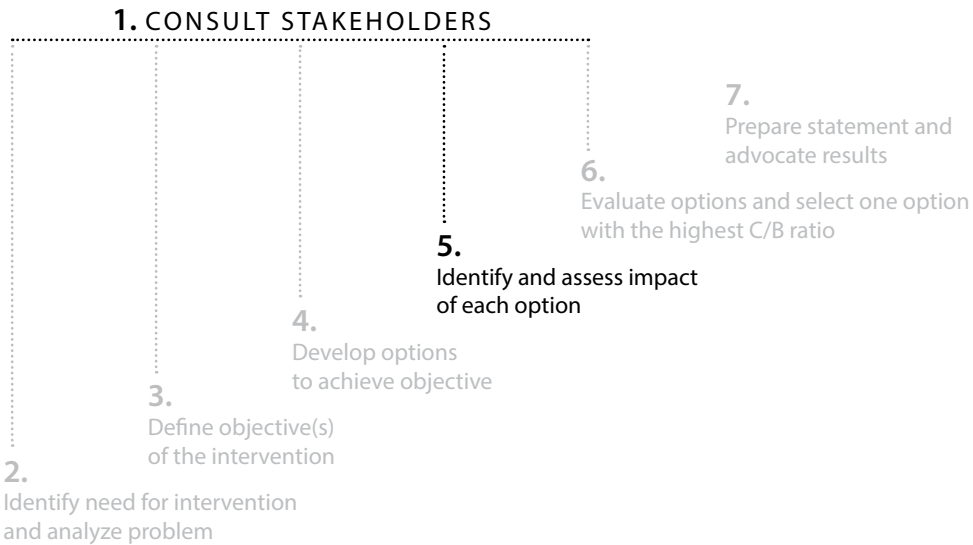 1. CONSULT STAKEHOLDERS
2.
Identify need for intervention
and analyze problem
3.
Define objective(s)
of the intervention
4.
Develop options
to achieve objective
5.
Identify and assess impact
of each option
6.
Evaluate options and select one option
with the highest C/B ratio
7.
Prepare statement and
advocate results